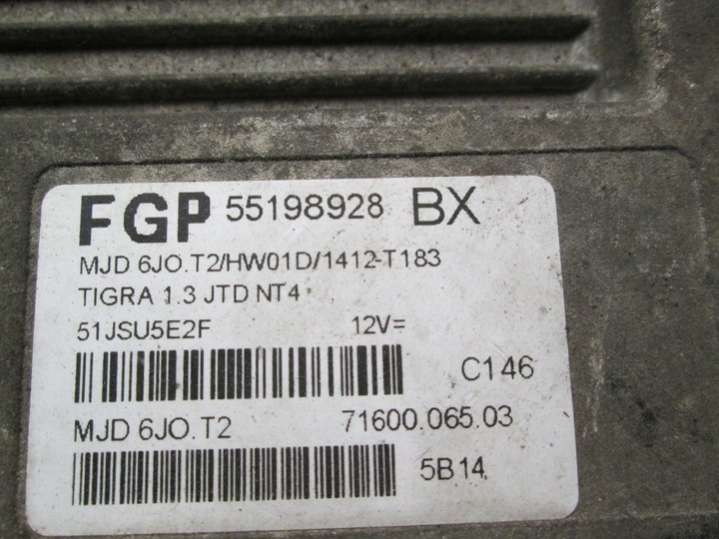 FGP 55198928 BX
MJD 6JO.T2/HW01D/1412-T183
TIGRA 1.3 JTD NT4
51JSU5E2F 12V=
C146
MJD 6JO.T2 71600.065.03
5B14